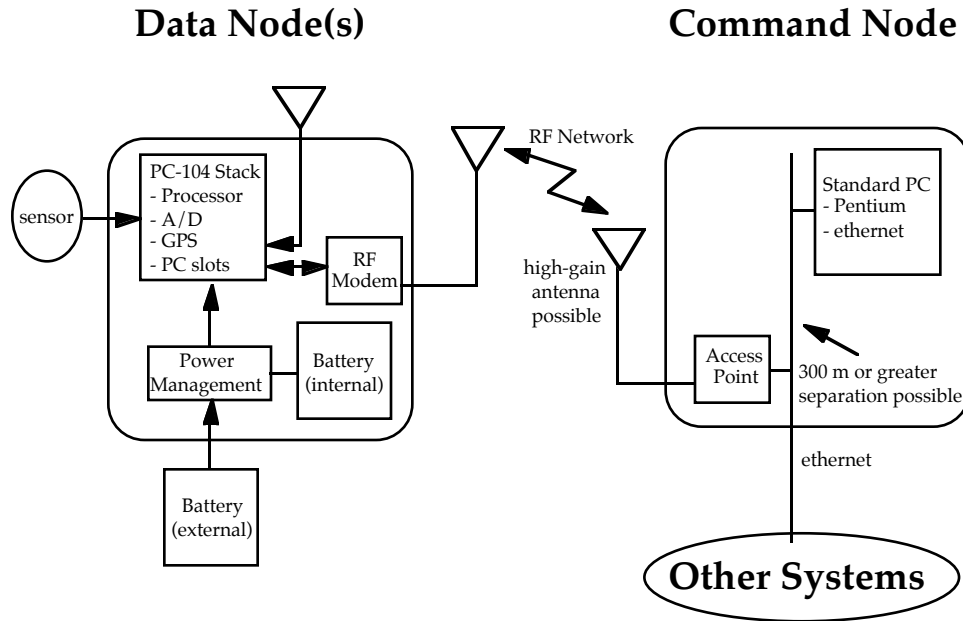 Data Node(s)
Command Node
RF Network
PC-104 Stack
- Processor
- A/D
- GPS
- PC slots
sensor
RF
Modem
Power
Management
Battery
(internal)
Battery
(external)
high-gain
antenna
possible
Standard PC
- Pentium
- ethernet
Access
Point
300 m or greater
separation possible
ethernet
Other Systems